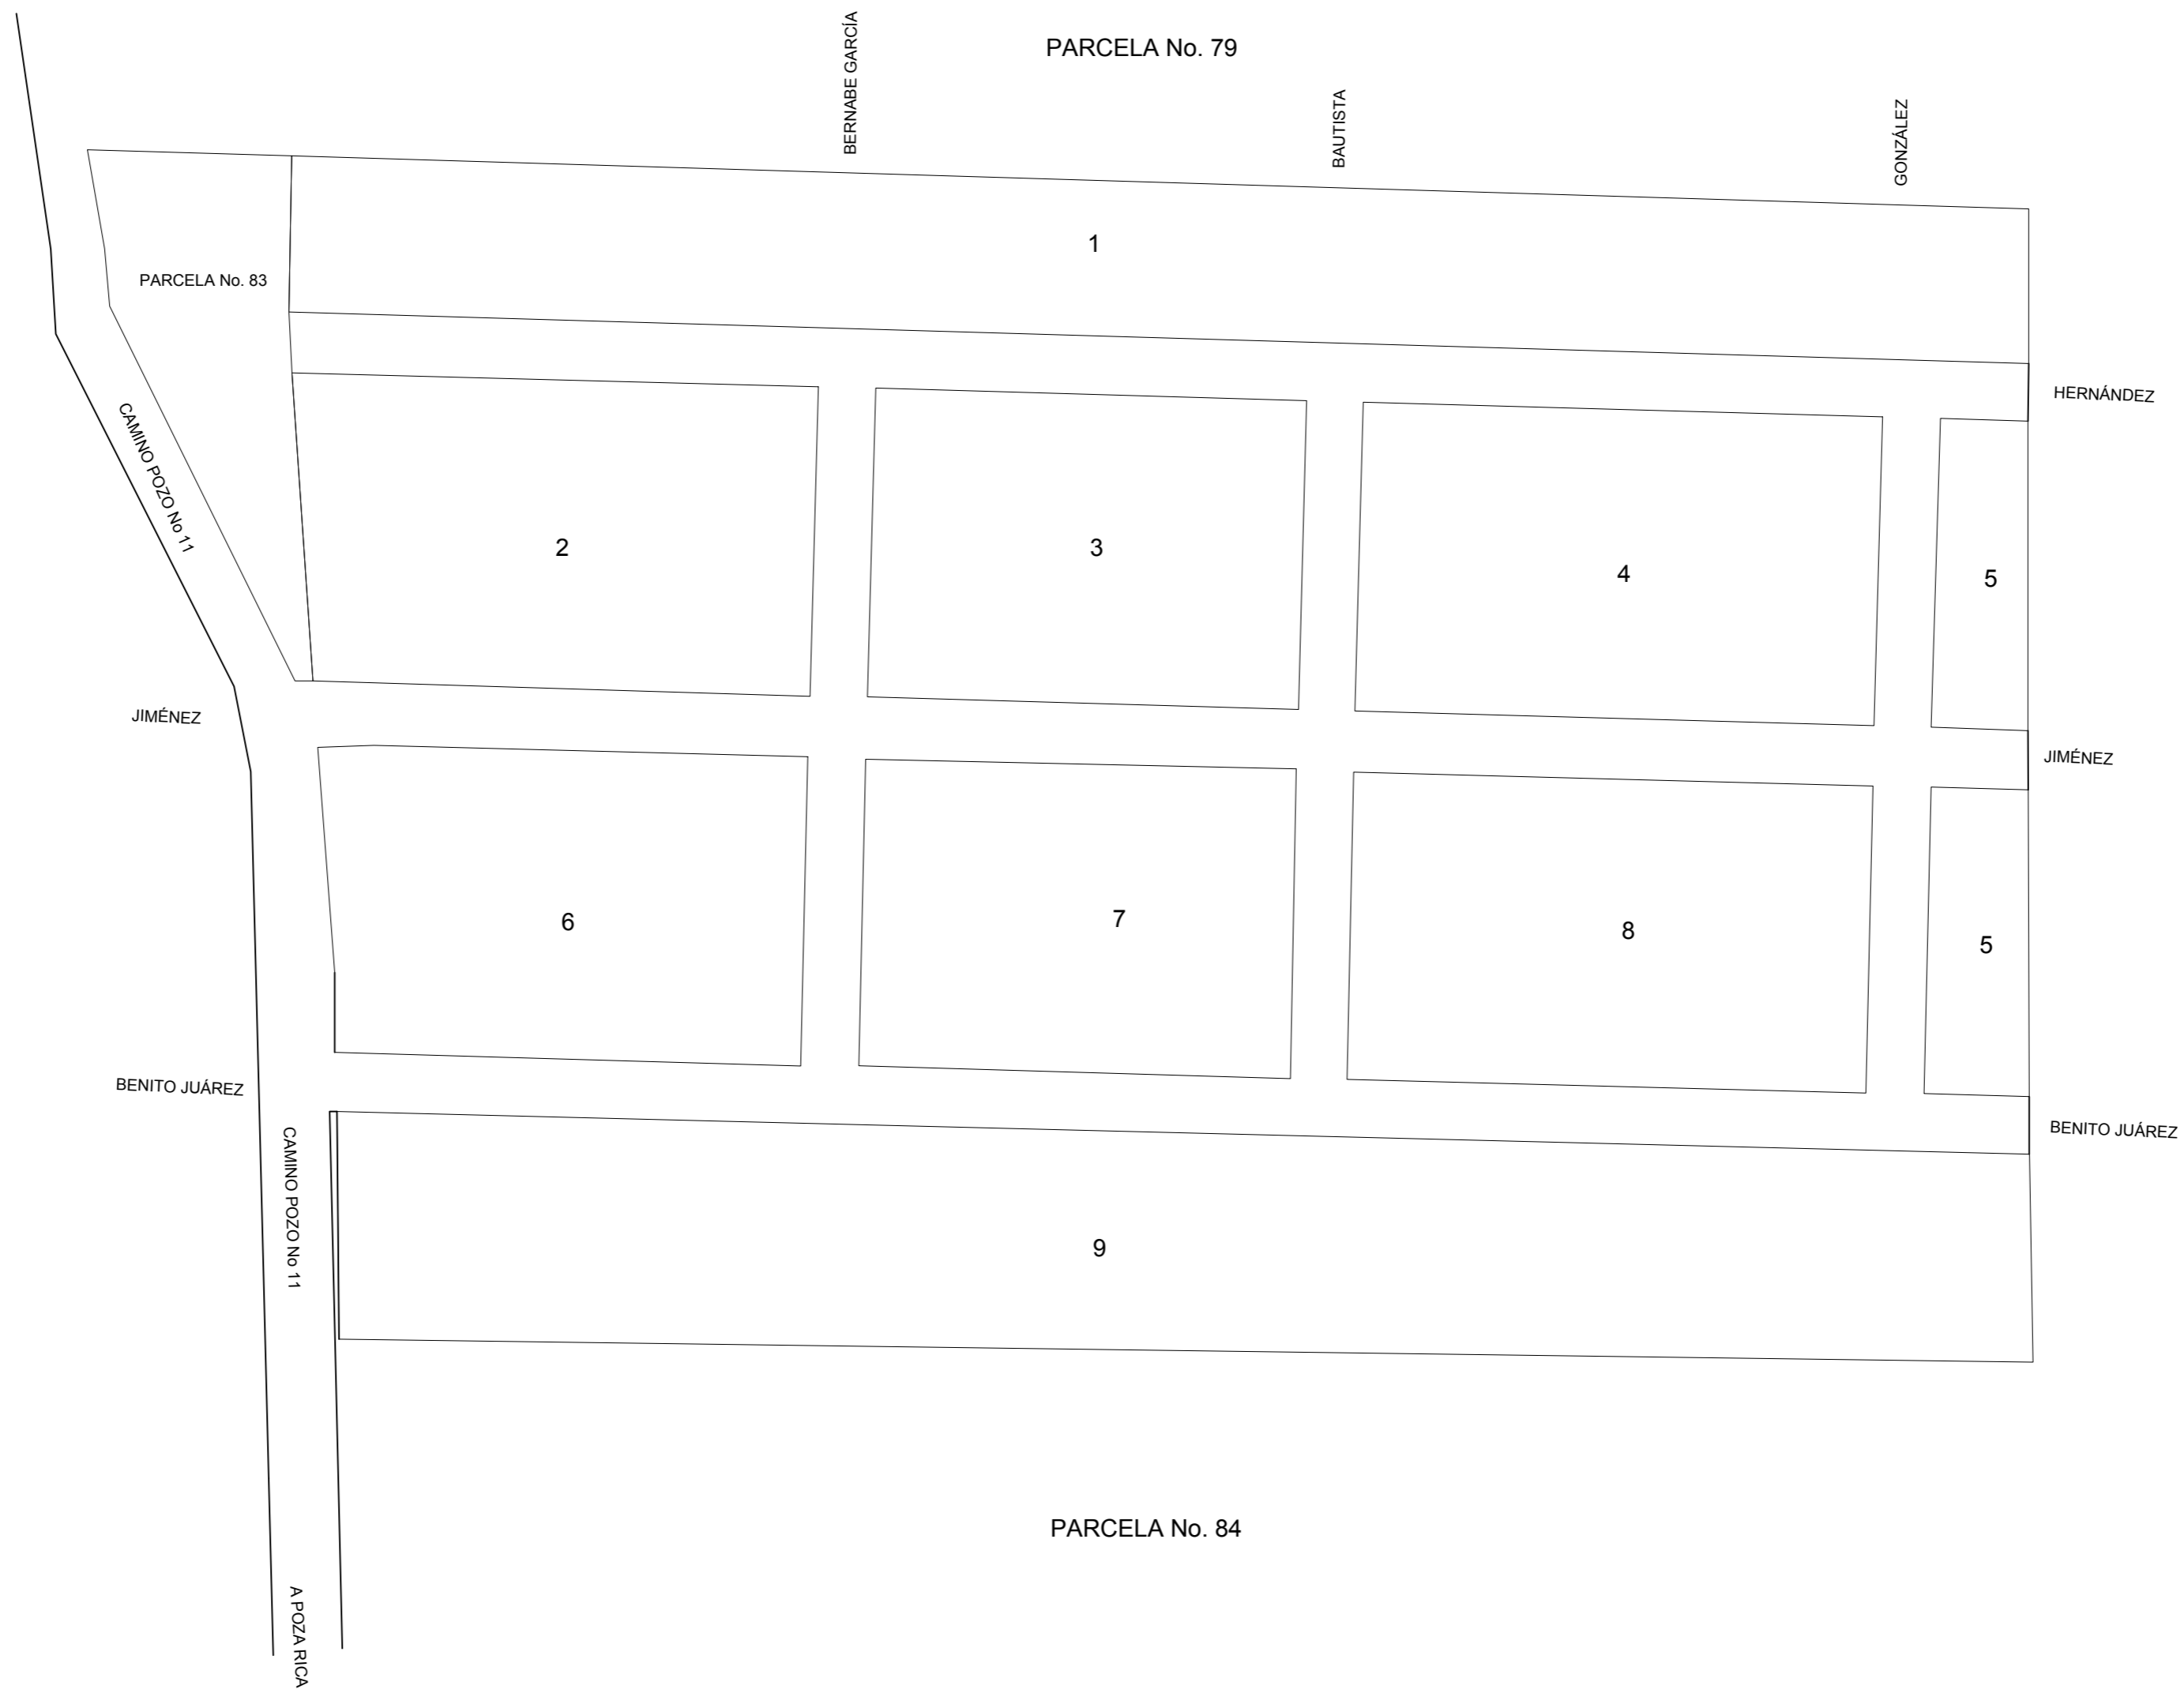 BERNABE GARCÍA
PARCELA No. 79
BAUTISTA
GONZÁLEZ
1
PARCELA No. 83
HERNÁNDEZ
CAMINO POZO No 11
2
3
4
5
JIMÉNEZ
JIMÉNEZ
6
7
8
5
BENITO JUÁREZ
BENITO JUÁREZ
CAMINO POZO No 11
9
PARCELA No. 84
A POZA RICA